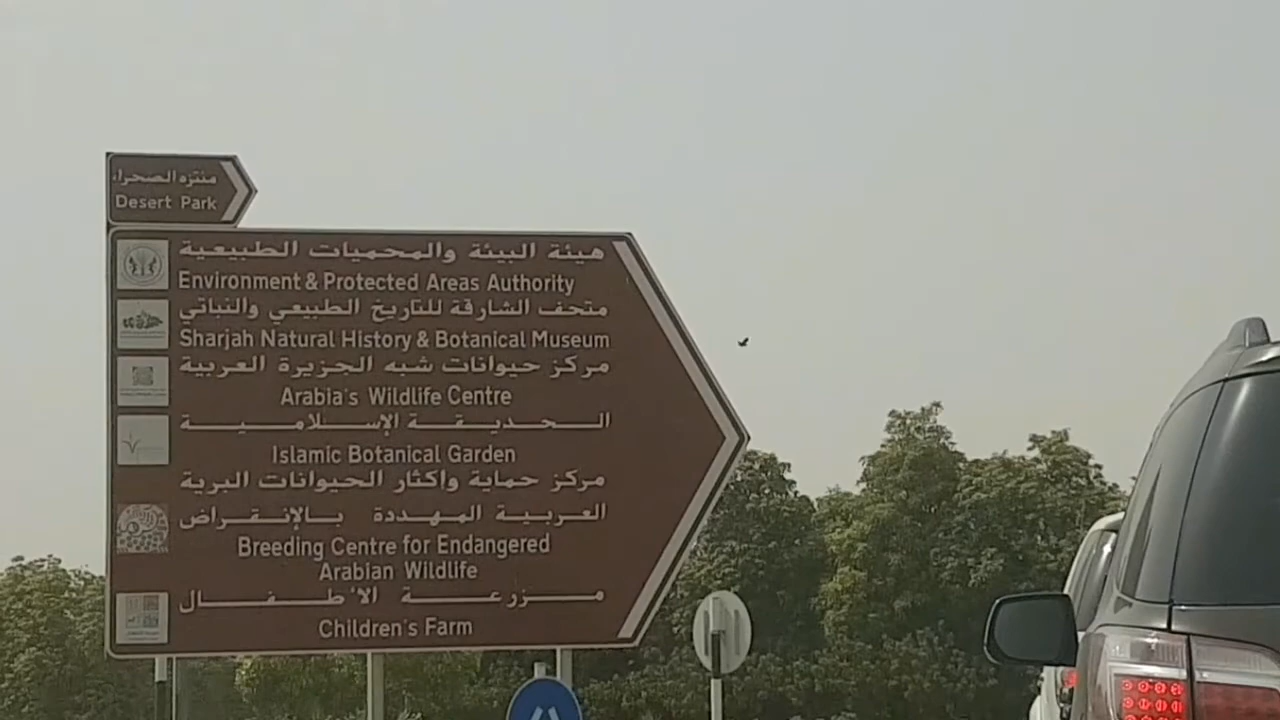 منتزه الصحراء
Desert Park
هيئة البيئة والمحميات الطبيعية
Environment & Protected Areas Authority
متحف الشارقة للتاريخ الطبيعي والنباتي
Sharjah Natural History & Botanical Museum
مركز حيوانات شبه الجزيرة العربية
Arabia's Wildlife Centre
الحديقة الإسلامية
Islamic Botanical Garden
مركز حماية وإكثار الحيوانات البرية
العربية المهددة بالإنقراض
Breeding Centre for Endangered
Arabian Wildlife
مزرعة الأطفال
Children's Farm